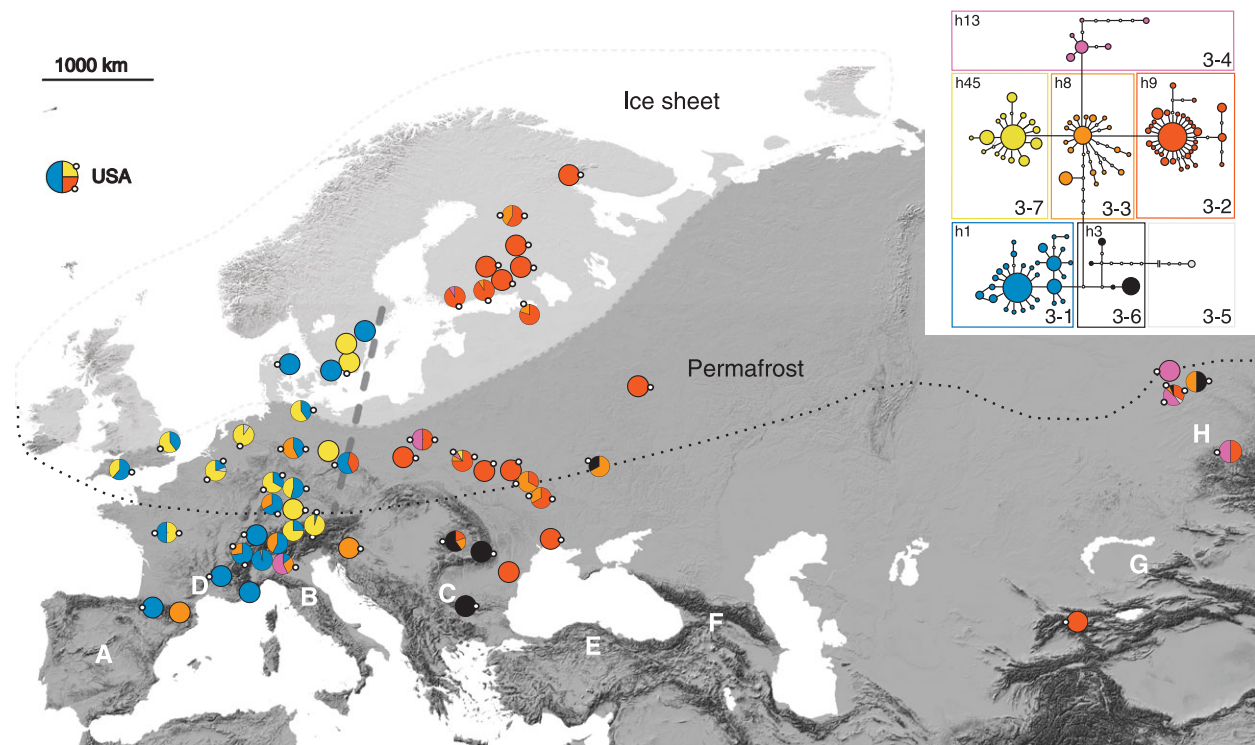 1000 km
USA
Ice sheet
Permafrost
A
B
C
D
E
F
G
H
h13
3-4
h45
3-7
h8
3-3
h9
3-2
h1
3-1
h3
3-6
3-5